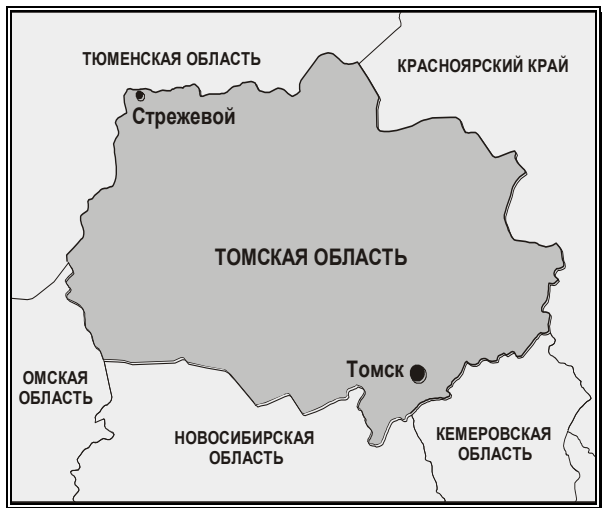 ТЮМЕНСКАЯ ОБЛАСТЬ
КРАСНОЯРСКИЙ КРАЙ
Стрежевой
ТОМСКАЯ ОБЛАСТЬ
Томск
ОМСКАЯ
ОБЛАСТЬ
НОВОСИБИРСКАЯ
ОБЛАСТЬ
КЕМЕРОВСКАЯ
ОБЛАСТЬ